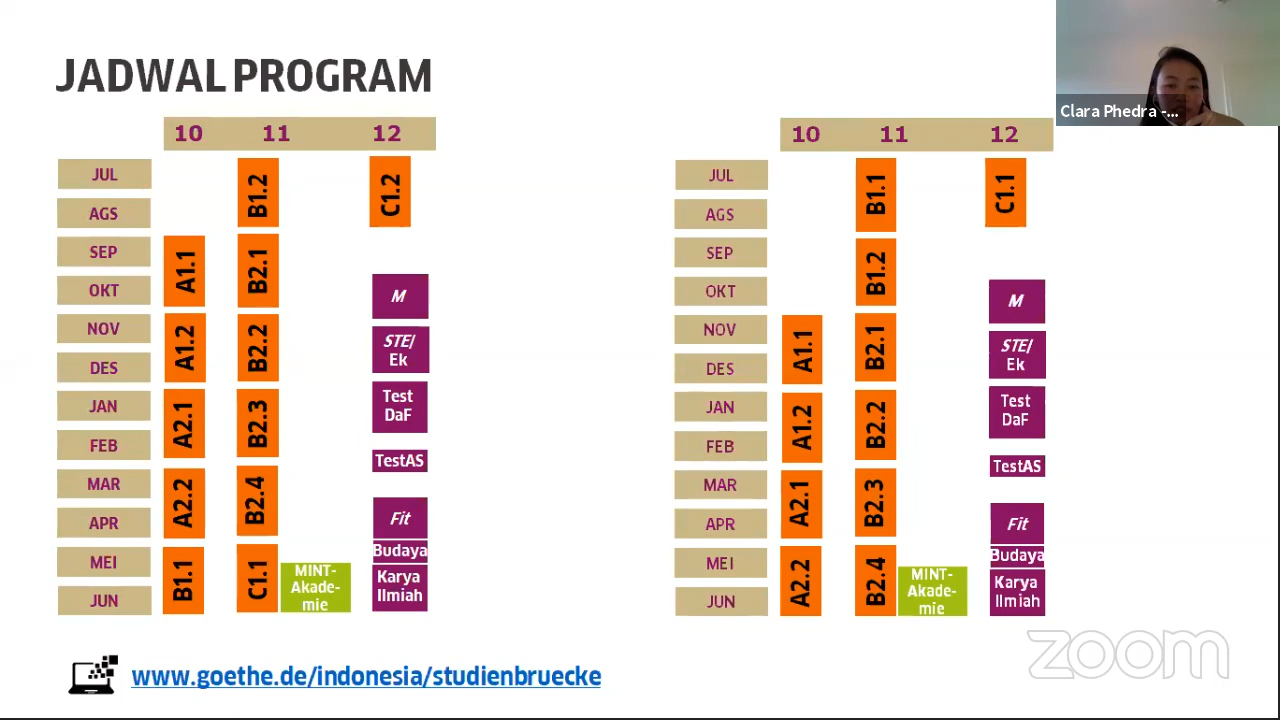 JADWAL PROGRAM
Clara Phedra -...
10 11 12
JUL
AGS
SEP
OKT
NOV
DES
JAN
FEB
MAR
APR
MEI
JUN
A1.1
A1.2
A2.1
A2.2
B1.1
B1.2
B2.1
B2.2
B2.3
B2.4
C1.1
MINT-
Akade-
mie
C1.2
M
STE/
Ek
Test
DaF
TestAS
Fit
Budaya
Karya
Ilmiah
10 11 12
JUL
AGS
SEP
OKT
NOV
DES
JAN
FEB
MAR
APR
MEI
JUN
A1.1
A1.2
A2.1
A2.2
B1.1
B1.2
B2.1
B2.2
B2.3
B2.4
MINT-
Akade-
mie
C1.1
M
STE/
Ek
Test
DaF
TestAS
Fit
Budaya
Karya
Ilmiah
www.goethe.de/indonesia/studienbruecke
zoom